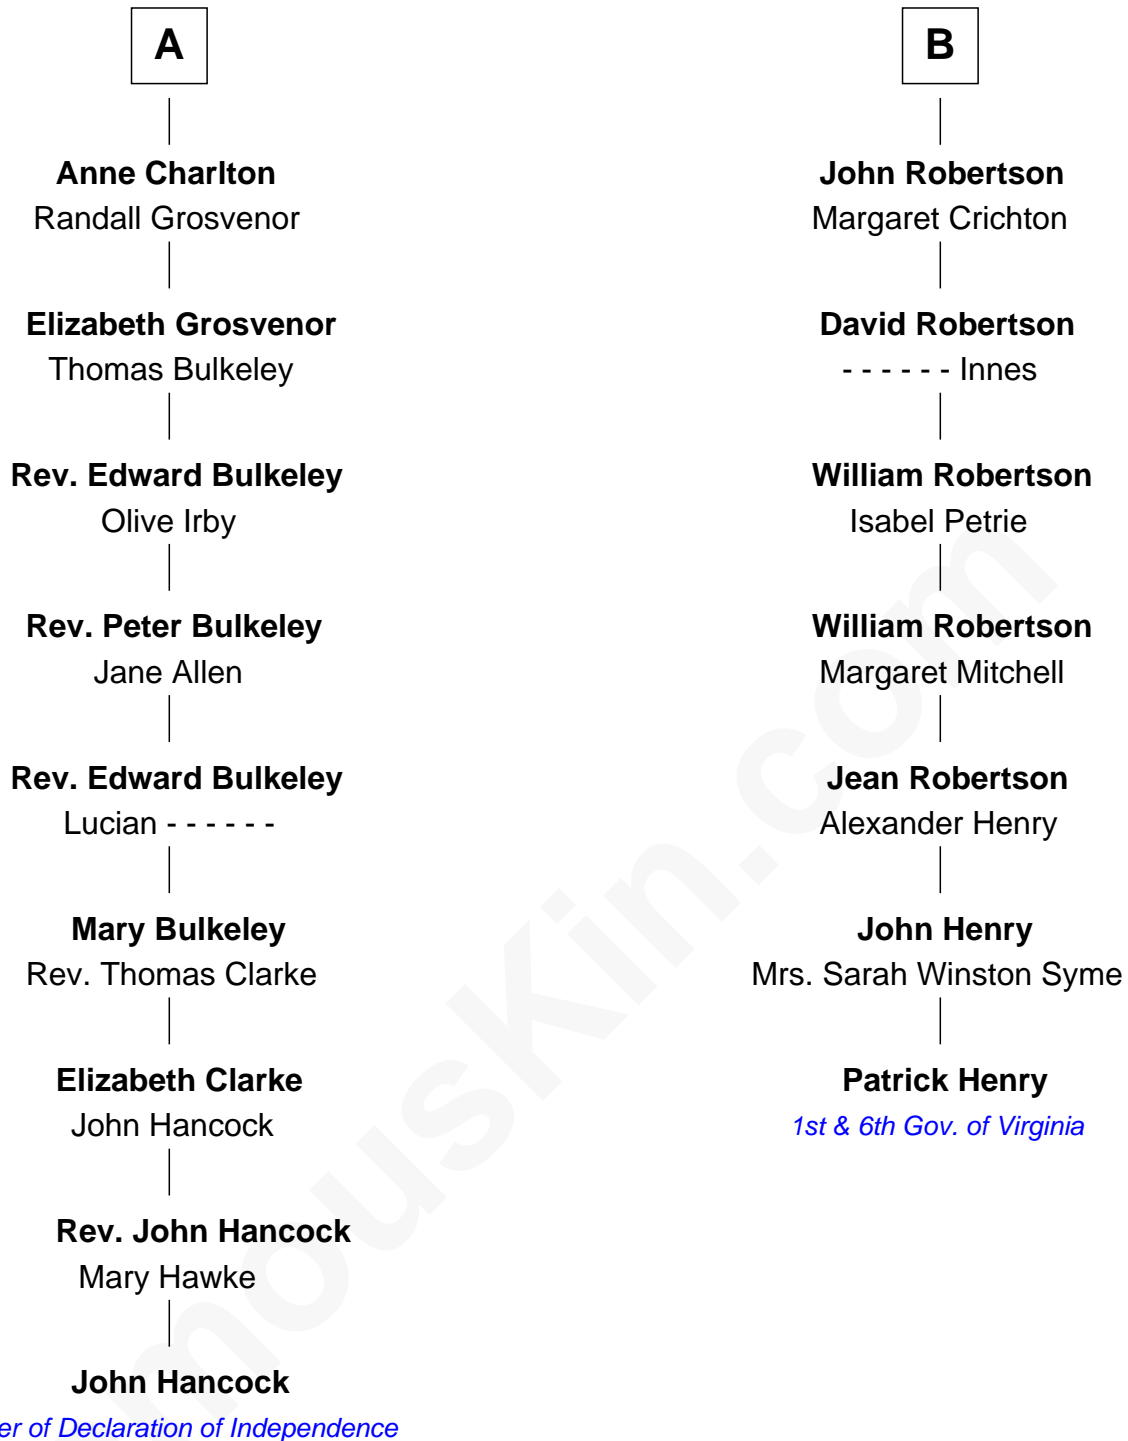 A
Anne Charlton
Randall Grosvenor
Elizabeth Grosvenor
Thomas Bulkeley
Rev. Edward Bulkeley
Olive Irby
Rev. Peter Bulkeley
Jane Allen
Rev. Edward Bulkeley
Lucian - - - - - -
Mary Bulkeley
Rev. Thomas Clarke
Elizabeth Clarke
John Hancock
Rev. John Hancock
Mary Hawke
John Hancock
er of Declaration of Independence
B
John Robertson
Margaret Crichton
David Robertson
- - - - - - Innes
William Robertson
Isabel Petrie
William Robertson
Margaret Mitchell
Jean Robertson
Alexander Henry
John Henry
Mrs. Sarah Winston Syme
Patrick Henry
1st & 6th Gov. of Virginia
mousKin.com